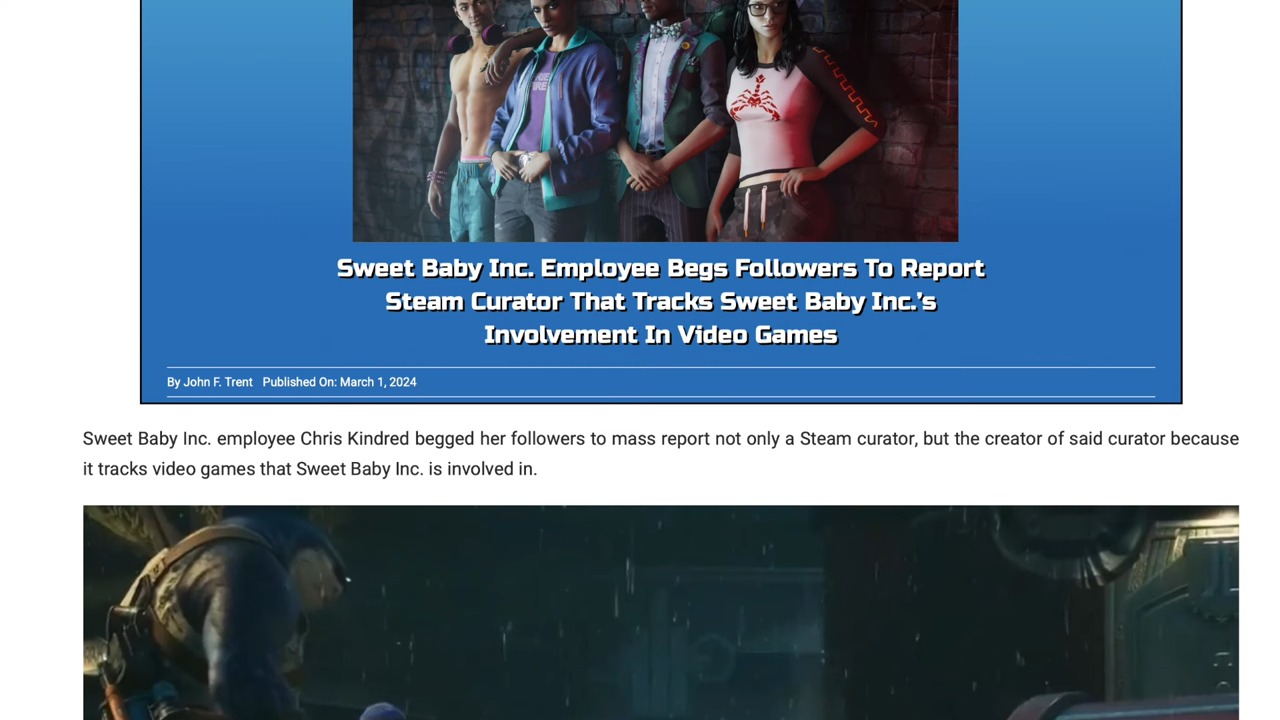 Sweet Baby Inc. Employee Begs Followers To Report
Steam Curator That Tracks Sweet Baby Inc.'s
Involvement In Video Games
By John F. Trent Published On: March 1, 2024
Sweet Baby Inc. employee Chris Kindred begged her followers to mass report not only a Steam curator, but the creator of said curator because
it tracks video games that Sweet Baby Inc. is involved in.